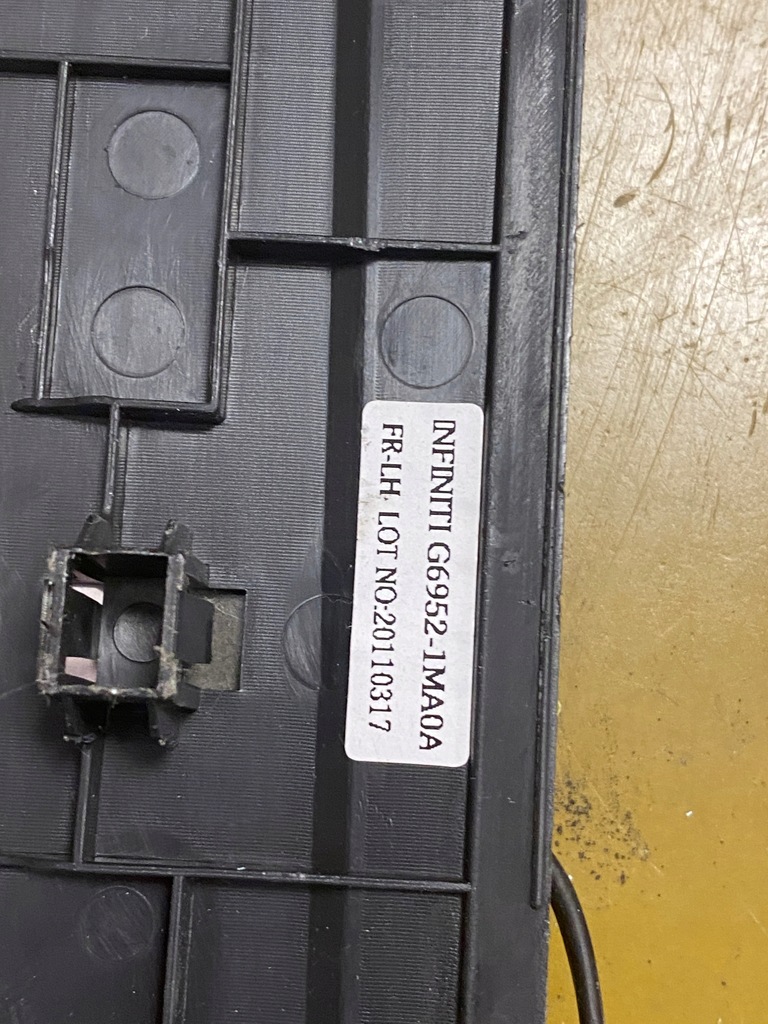 INFINITI G6952-1MA0A
FR-LH, LOT NO:20110317